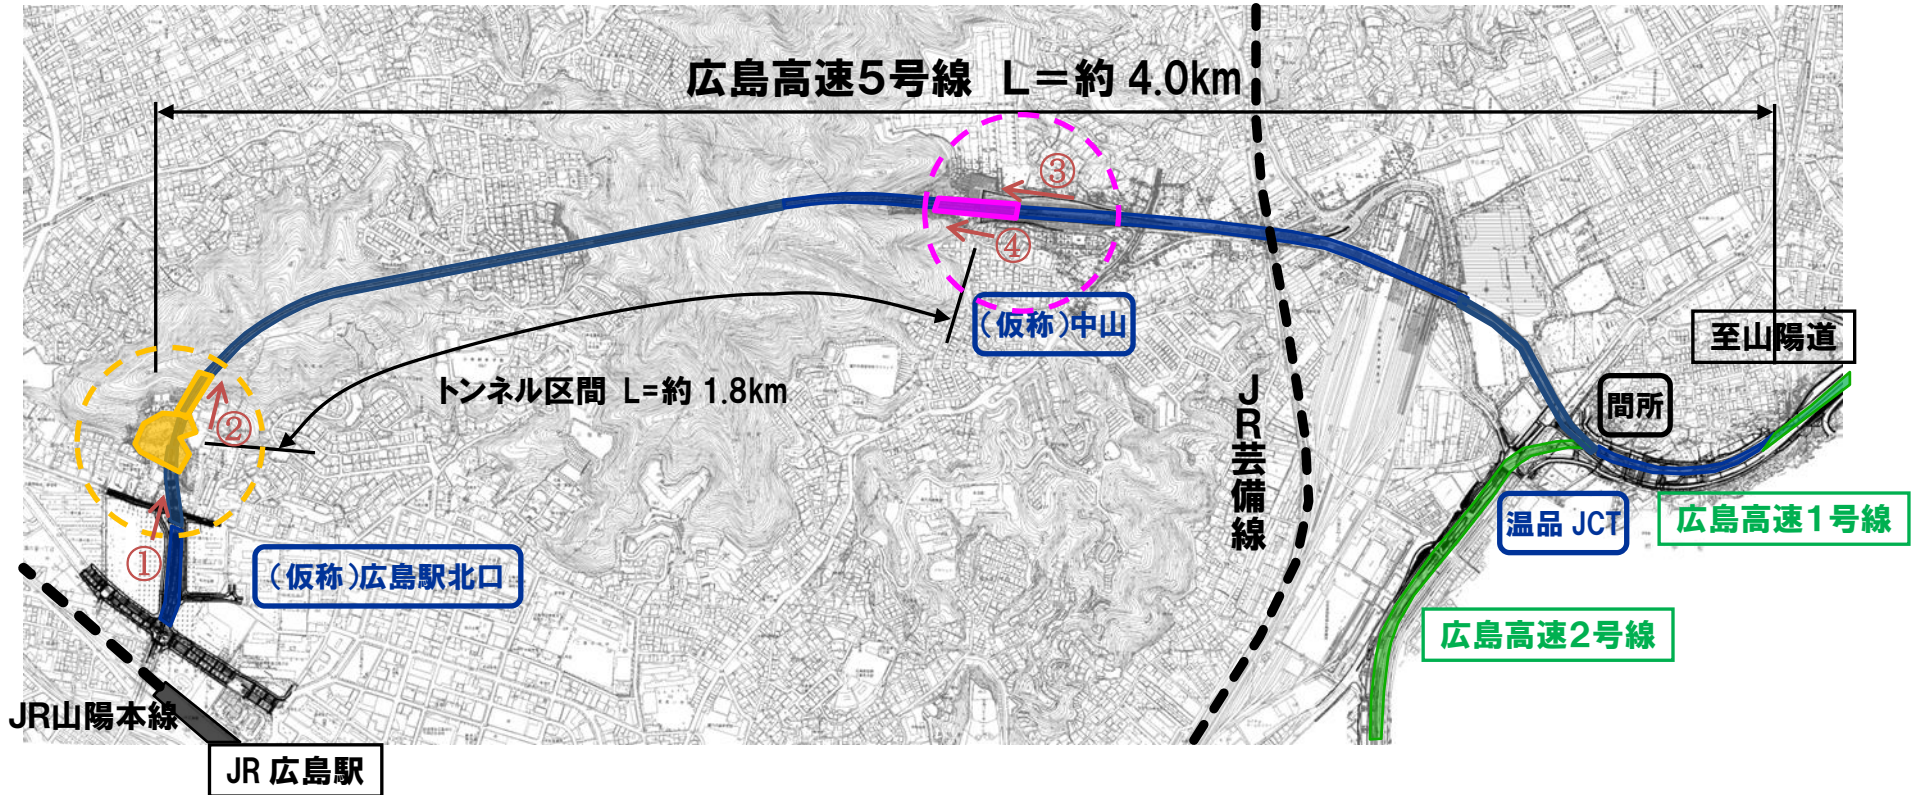 広島高速5号線 L=約 4.0km
③
④
(仮称)中山
至山陽道
トンネル区間 L=約 1.8km
間所
②
JR芸備線
温品 JCT
広島高速1号線
①
(仮称)広島駅北口
広島高速2号線
JR山陽本線
JR 広島駅